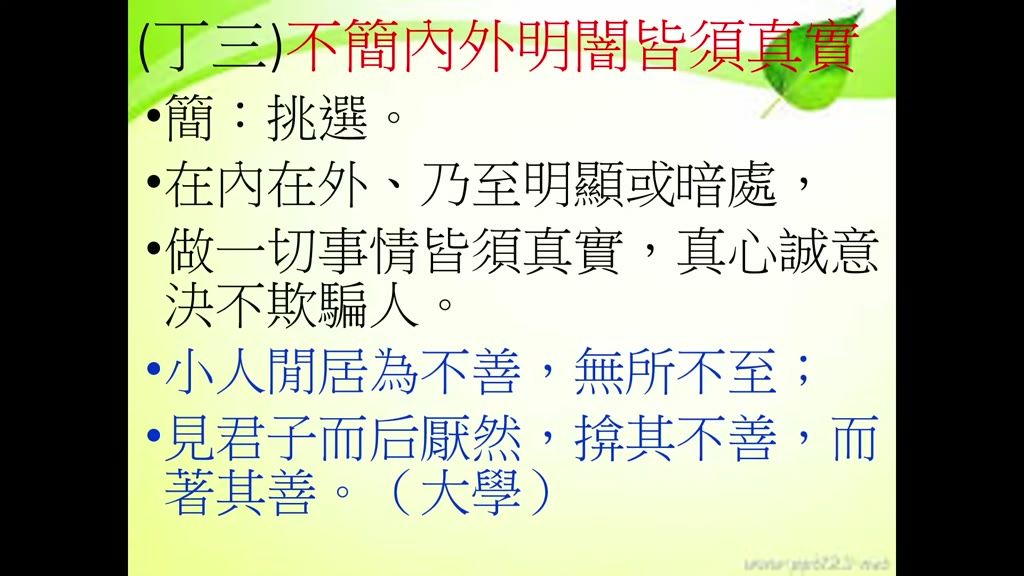 (丁三)不簡內外明闇皆須真實
•簡：挑選。
•在內在外、乃至明顯或暗處，
•做一切事情皆須真實，真心誠意
決不欺騙人。
•小人閒居為不善，無所不至；
•見君子而后厭然，揜其不善，而
著其善。（大學）
www.ppt123.net